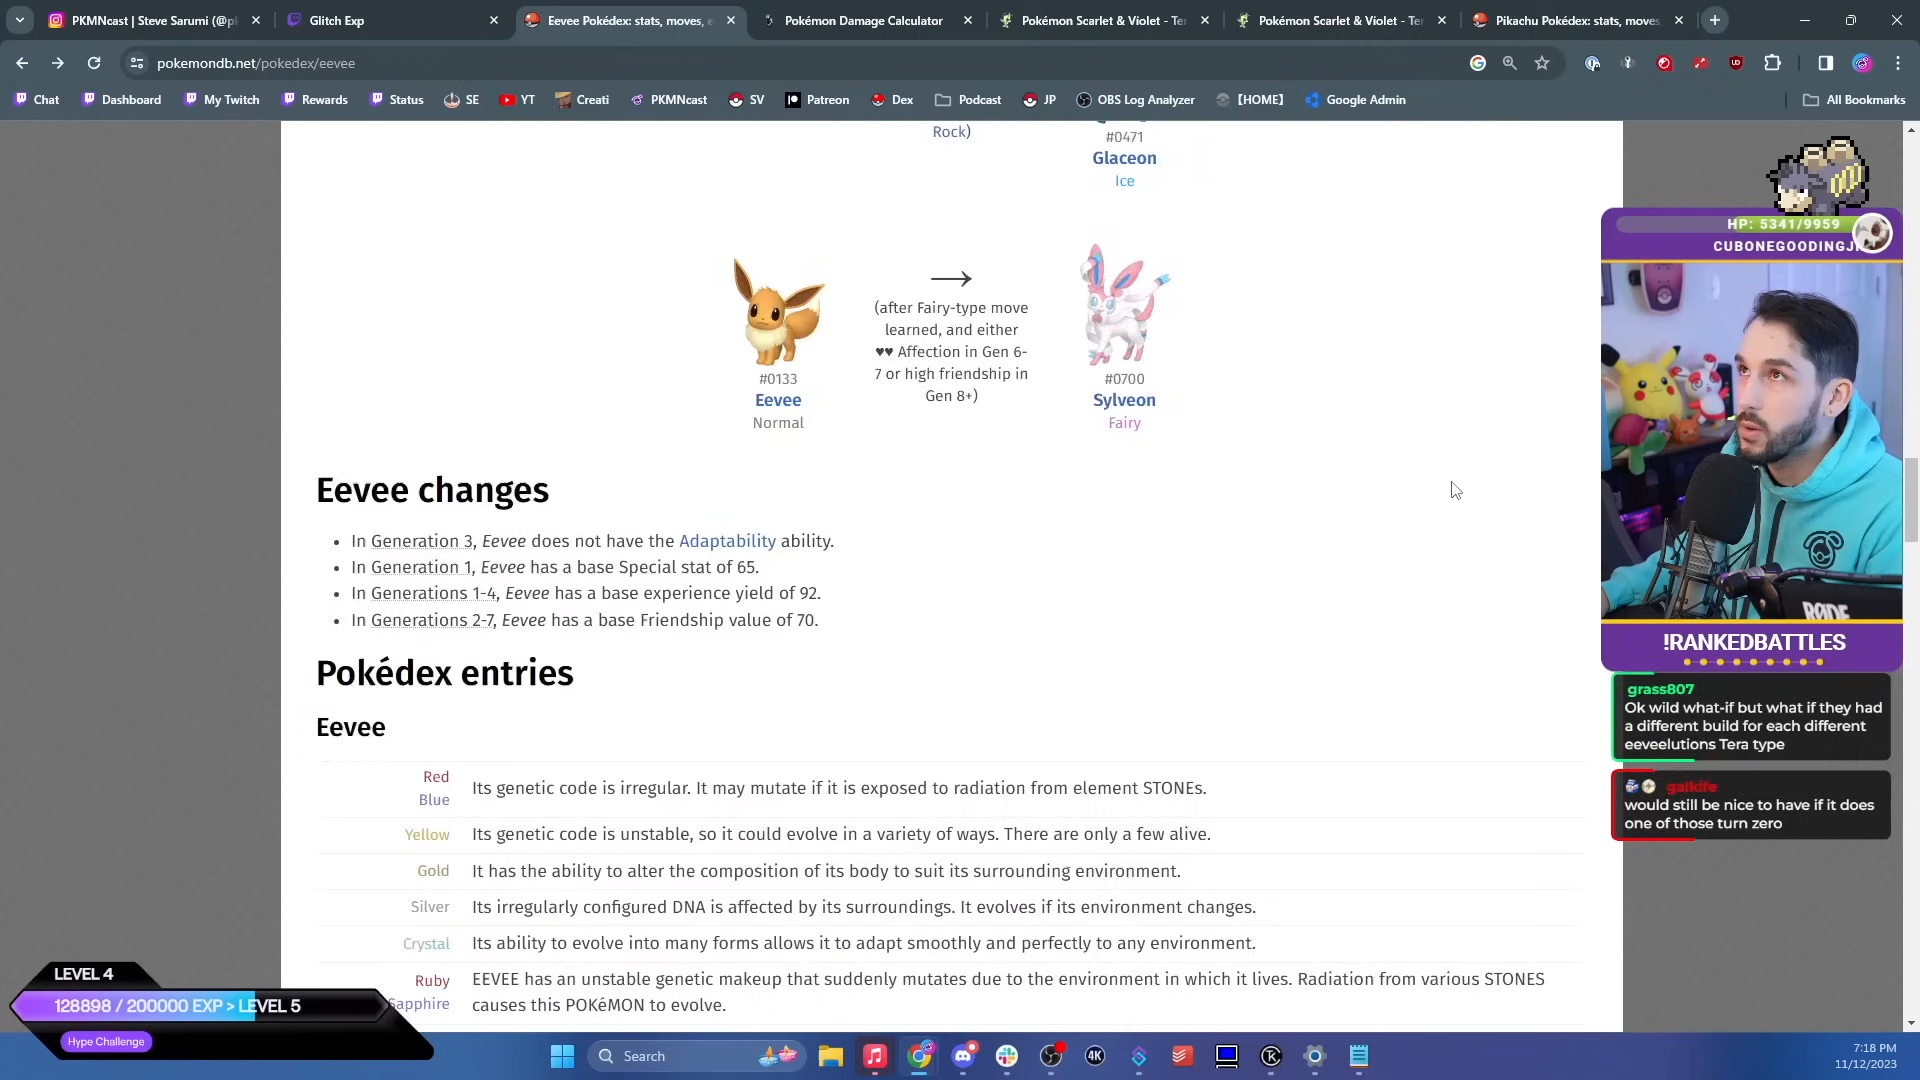 PKMNcast | Steve Sarumi (@pl
Glitch Exp
Eevee Pokédex: stats, moves, e
Pokémon Damage Calculator
Pokémon Scarlet & Violet - Ter
Pokémon Scarlet & Violet - Ter
Pikachu Pokédex: stats, moves
pokemondb.net/pokedex/eevee
Chat
Dashboard
My Twitch
Rewards
Status
SE
YT
Creati
PKMNcast
SV
Patreon
Dex
Podcast
JP
OBS Log Analyzer
【HOME】
Google Admin
All Bookmarks
Rock)
#0471
Glaceon
Ice
→
(after Fairy-type move
learned, and either
♥♥ Affection in Gen 6-
7 or high friendship in
Gen 8+)
#0133
Eevee
Normal
#0700
Sylveon
Fairy
HP: 5341/9959
CUBONEGOODINGJ
Eevee changes
• In Generation 3, Eevee does not have the Adaptability ability.
• In Generation 1, Eevee has a base Special stat of 65.
• In Generations 1-4, Eevee has a base experience yield of 92.
• In Generations 2-7, Eevee has a base Friendship value of 70.
RØDE
!RANKEDBATTLES
Pokédex entries
Eevee
grass807
Ok wild what-if but what if they had
a different build for each different
eeveelutions Tera type
galkife
would still be nice to have if it does
one of those turn zero
Red
Blue
Its genetic code is irregular. It may mutate if it is exposed to radiation from element STONEs.
Yellow
Its genetic code is unstable, so it could evolve in a variety of ways. There are only a few alive.
Gold
It has the ability to alter the composition of its body to suit its surrounding environment.
Silver
Its irregularly configured DNA is affected by its surroundings. It evolves if its environment changes.
Crystal
Its ability to evolve into many forms allows it to adapt smoothly and perfectly to any environment.
Ruby
Sapphire
EEVEE has an unstable genetic makeup that suddenly mutates due to the environment in which it lives. Radiation from various STONES
causes this POKéMON to evolve.
LEVEL 4
128898 / 200000 EXP > LEVEL 5
Hype Challenge
Search
4K
7:18 PM
11/12/2023